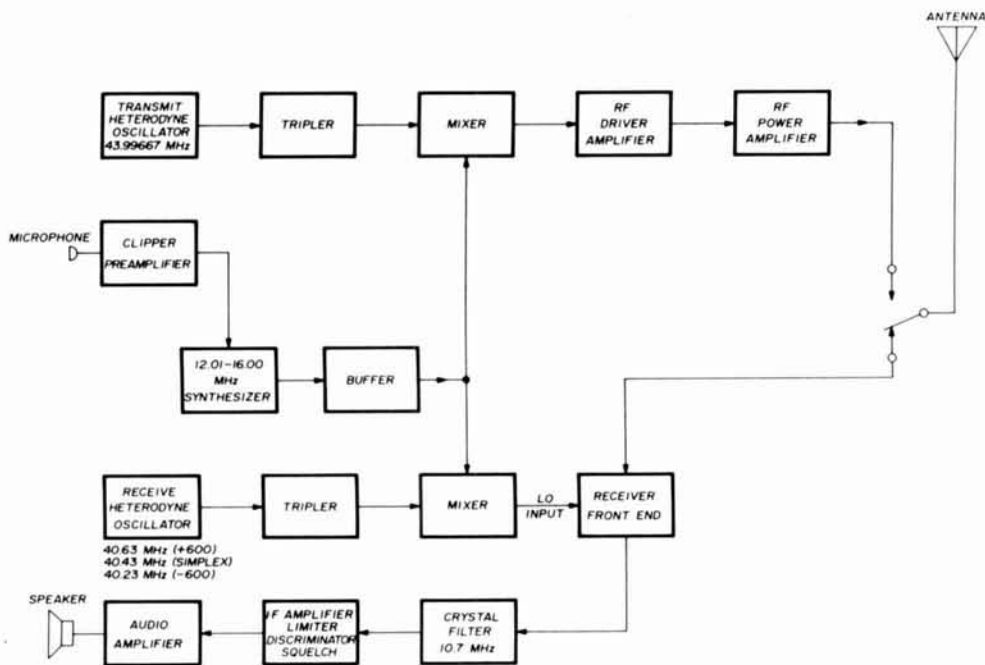 ANTENNA
TRANSMIT
HETERODYNE
OSCILLATOR
43.99667 MHz
TRIPLER
MIXER
RF
DRIVER
AMPLIFIER
RF
POWER
AMPLIFIER
MICROPHONE
CLIPPER
PREAMPLIFIER
12.01-16.00
MHz
SYNTHESIZER
BUFFER
RECEIVE
HETERODYNE
OSCILLATOR
40.63 MHz (+600)
40.43 MHz (SIMPLEX)
40.23 MHz (-600)
TRIPLER
MIXER
LO
INPUT
RECEIVER
FRONT END
SPEAKER
AUDIO
AMPLIFIER
IF AMPLIFIER
LIMITER
DISCRIMINATOR
SQUELCH
CRYSTAL
FILTER
10.7 MHz